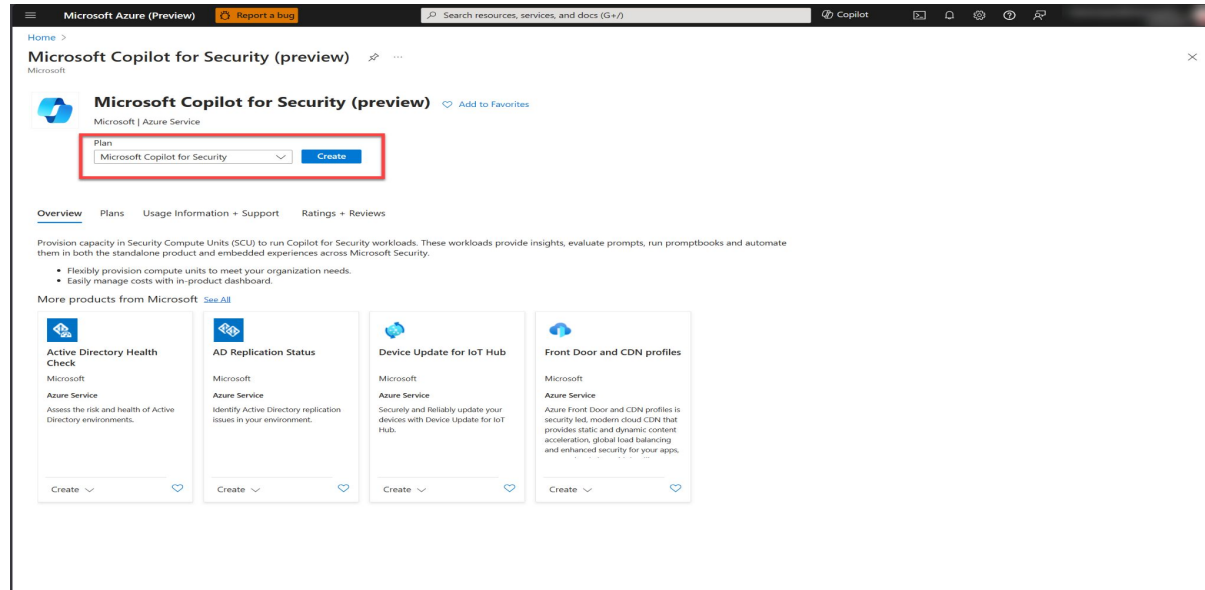 Microsoft Azure (Preview)
Report a bug
Search resources, services, and docs (G+/)
Copilot
Home >
Microsoft Copilot for Security (preview)
Microsoft
Microsoft Copilot for Security (preview)
Add to Favorites
Microsoft | Azure Service
Plan
Microsoft Copilot for Security
Create
Overview
Plans
Usage Information + Support
Ratings + Reviews
Provision capacity in Security Compute Units (SCU) to run Copilot for Security workloads. These workloads provide insights, evaluate prompts, run promptbooks and automate
them in both the standalone product and embedded experiences across Microsoft Security.
• Flexibly provision compute units to meet your organization needs.
• Easily manage costs with in-product dashboard.
More products from Microsoft See All
Active Directory Health
Check
Microsoft
Azure Service
Assess the risk and health of Active
Directory environments.
Create
AD Replication Status
Microsoft
Azure Service
Identify Active Directory replication
issues in your environment.
Create
Device Update for IoT Hub
Microsoft
Azure Service
Securely and Reliably update your
devices with Device Update for IoT
Hub.
Create
Front Door and CDN profiles
Microsoft
Azure Service
Azure Front Door and CDN profiles is
security led, modern cloud CDN that
provides static and dynamic content
acceleration, global load balancing
and enhanced security for your apps,
Create